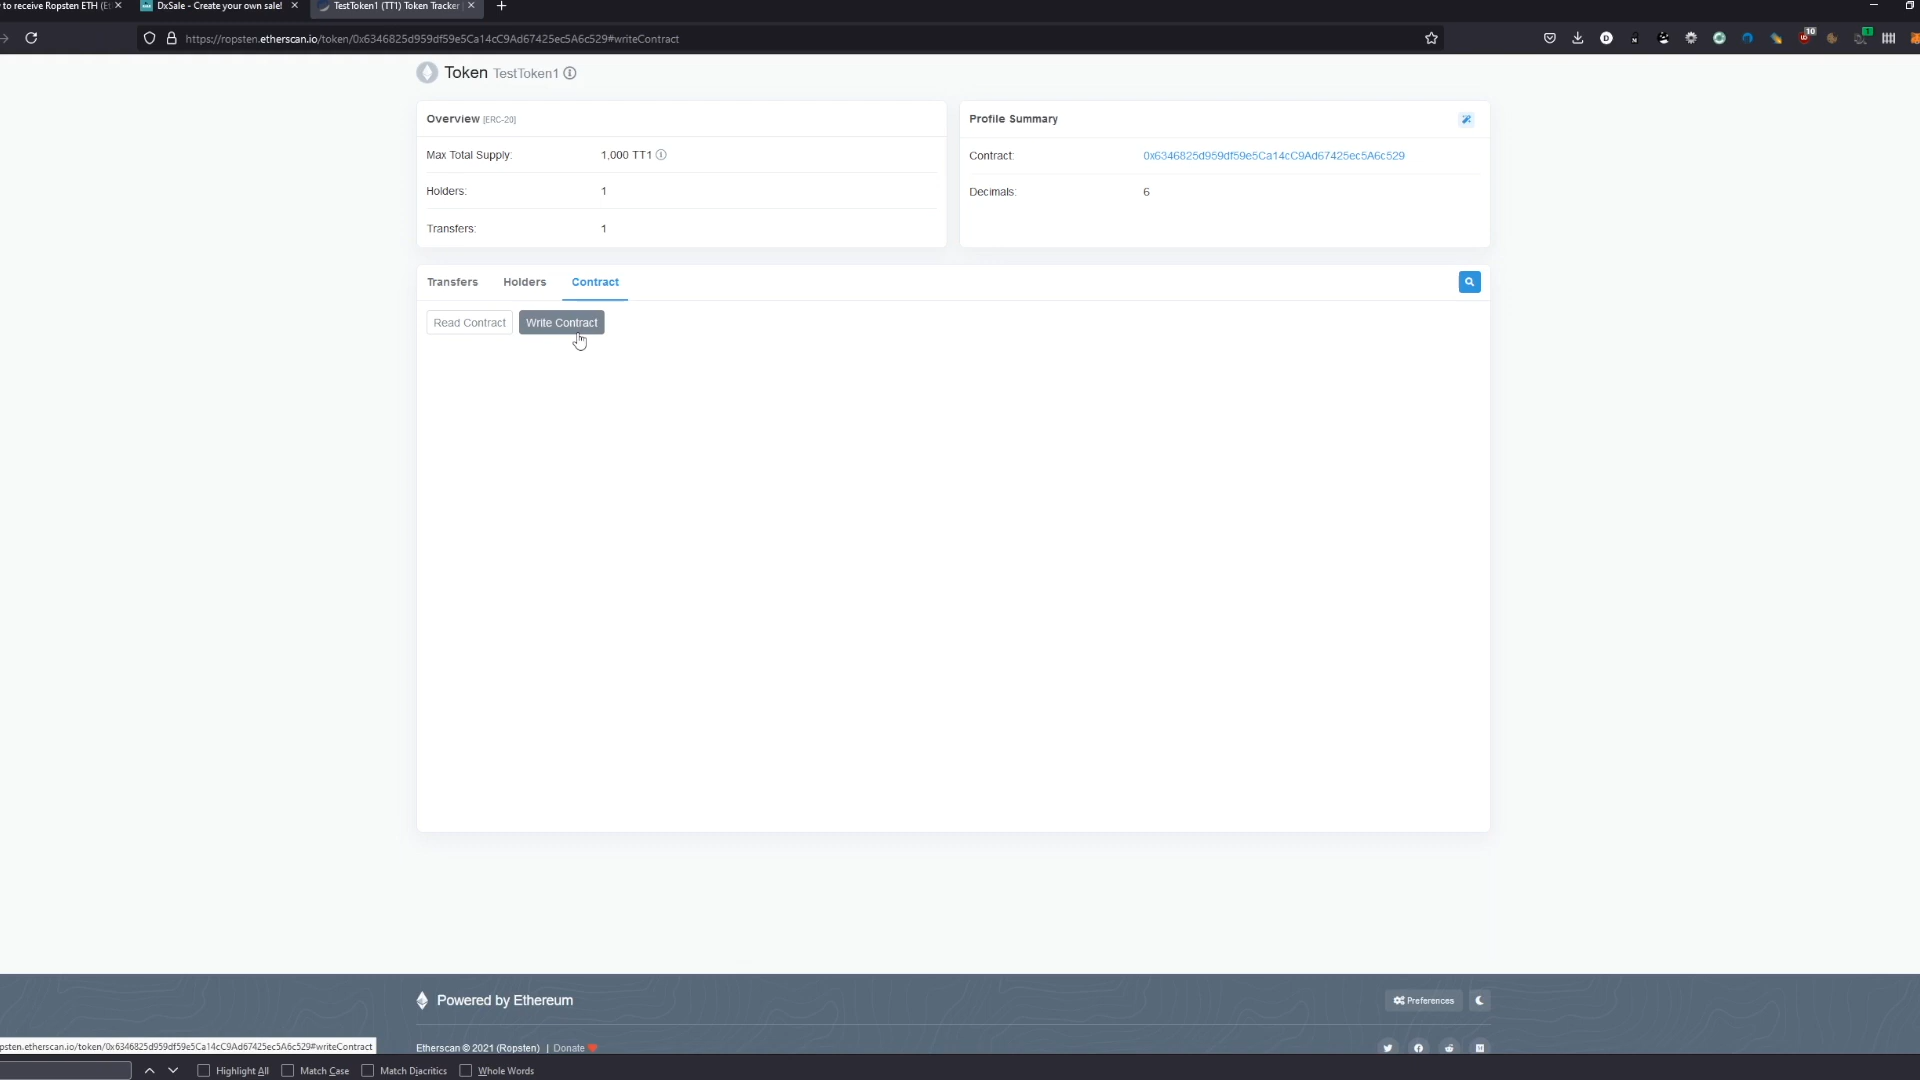 to receive Ropsten ETH (Et
DxSale - Create your own sale!
TestToken1 (TT1) Token Tracker
https://ropsten.etherscan.io/token/0x6346825d959df59e5Ca14cC9Ad67425ec5A6c529#writeContract
10
1
Token TestToken1
Overview [ERC-20]
Max Total Supply: 1,000 TT1
Holders: 1
Transfers: 1
Profile Summary
Contract: 0x6346825d959df59e5Ca14cC9Ad67425ec5A6c529
Decimals: 6
Transfers Holders Contract
Read Contract Write Contract
Powered by Ethereum
Preferences
psten.etherscan.io/token/0x6346825d959df59e5Ca14cC9Ad67425ec5A6c529#writeContract
Etherscan © 2021 (Ropsten) | Donate
Highlight All Match Case Match Diacritics Whole Words